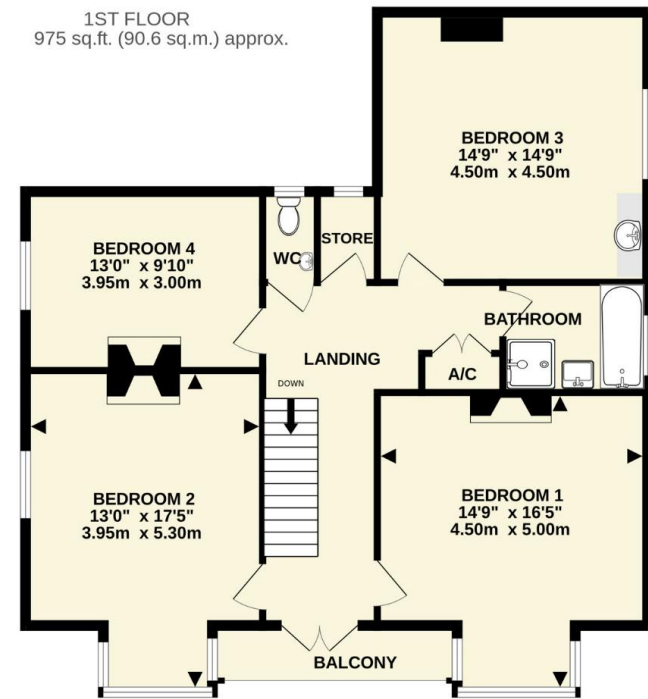 1ST FLOOR
975 sq.ft. (90.6 sq.m.) approx.
BEDROOM 3
14'9" x 14'9"
4.50m x 4.50m
BEDROOM 4
13'0" x 9'10"
3.95m x 3.00m
WC
STORE
BATHROOM
LANDING
A/C
DOWN
BEDROOM 2
13'0" x 17'5"
3.95m x 5.30m
BEDROOM 1
14'9" x 16'5"
4.50m x 5.00m
BALCONY